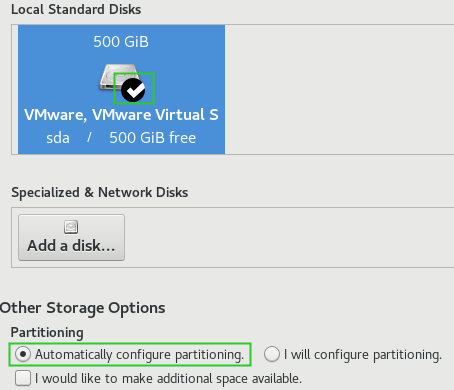 Local Standard Disks
500 GiB
VMware, VMware Virtual S
sda / 500 GiB free
Specialized & Network Disks
Add a disk...
Other Storage Options
Partitioning
Automatically configure partitioning. I will configure partitioning.
I would like to make additional space available.